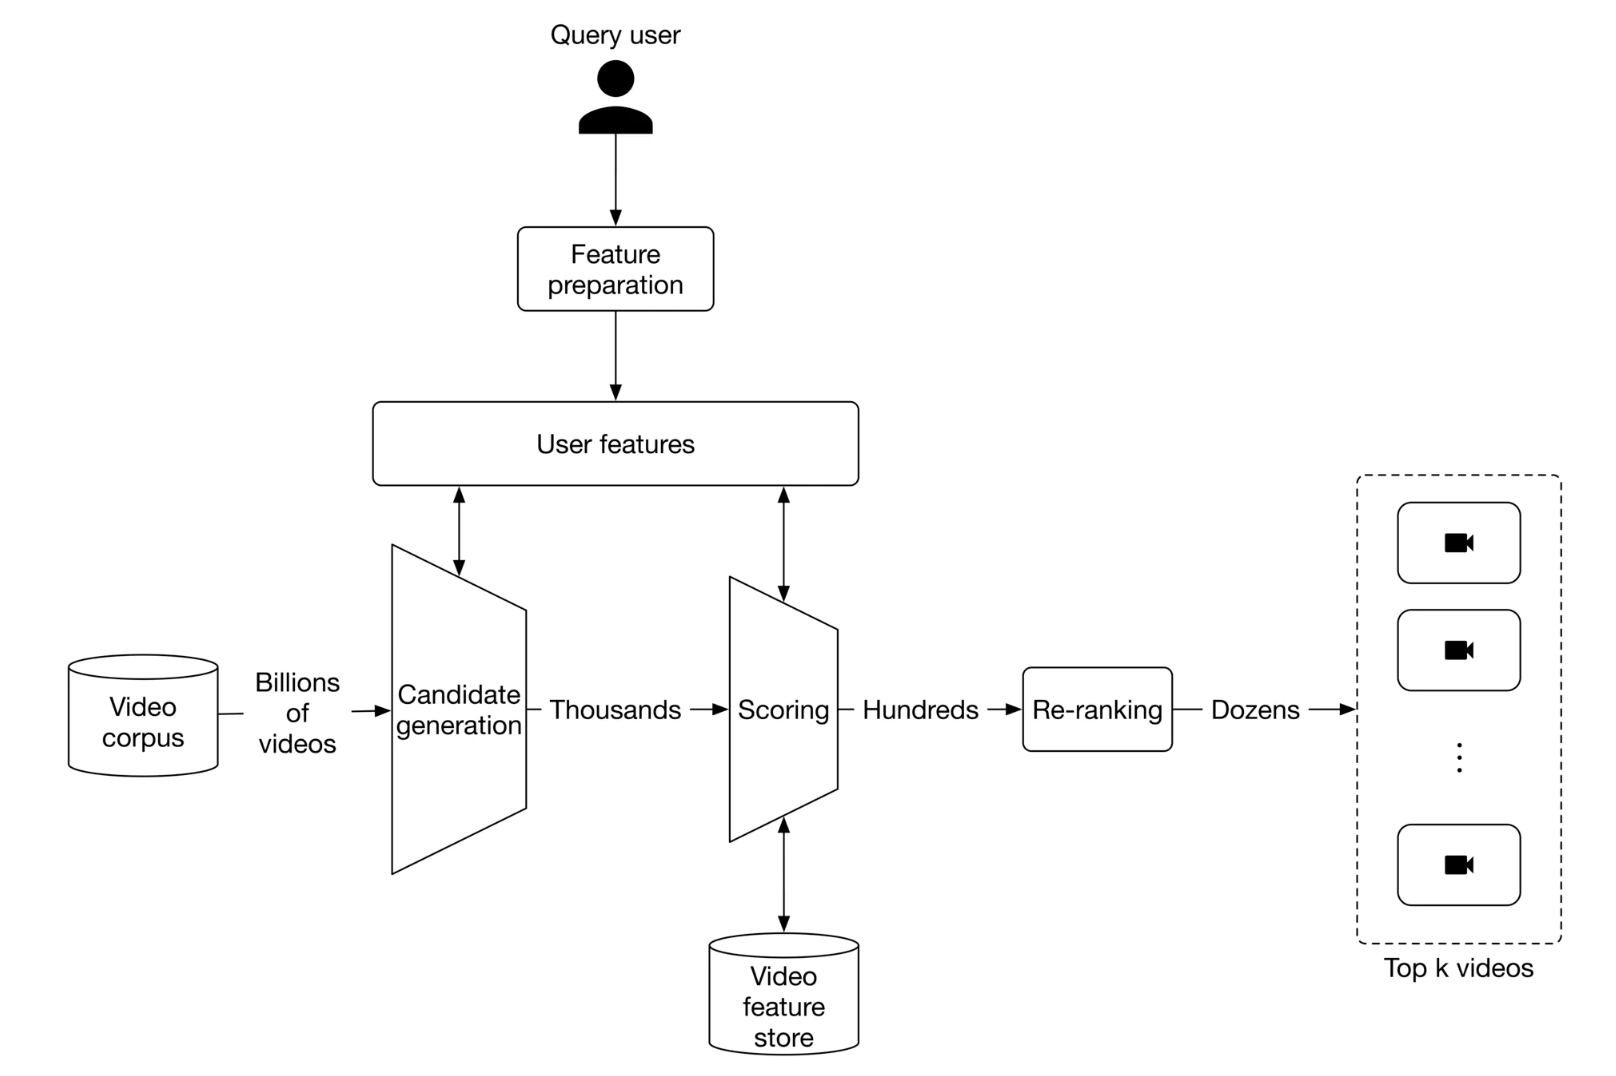 Query user
Feature
preparation
User features
Video
corpus
Billions
of
videos
Candidate
generation
Thousands
Scoring
Hundreds
Re-ranking
Dozens
Top k videos
Video
feature
store